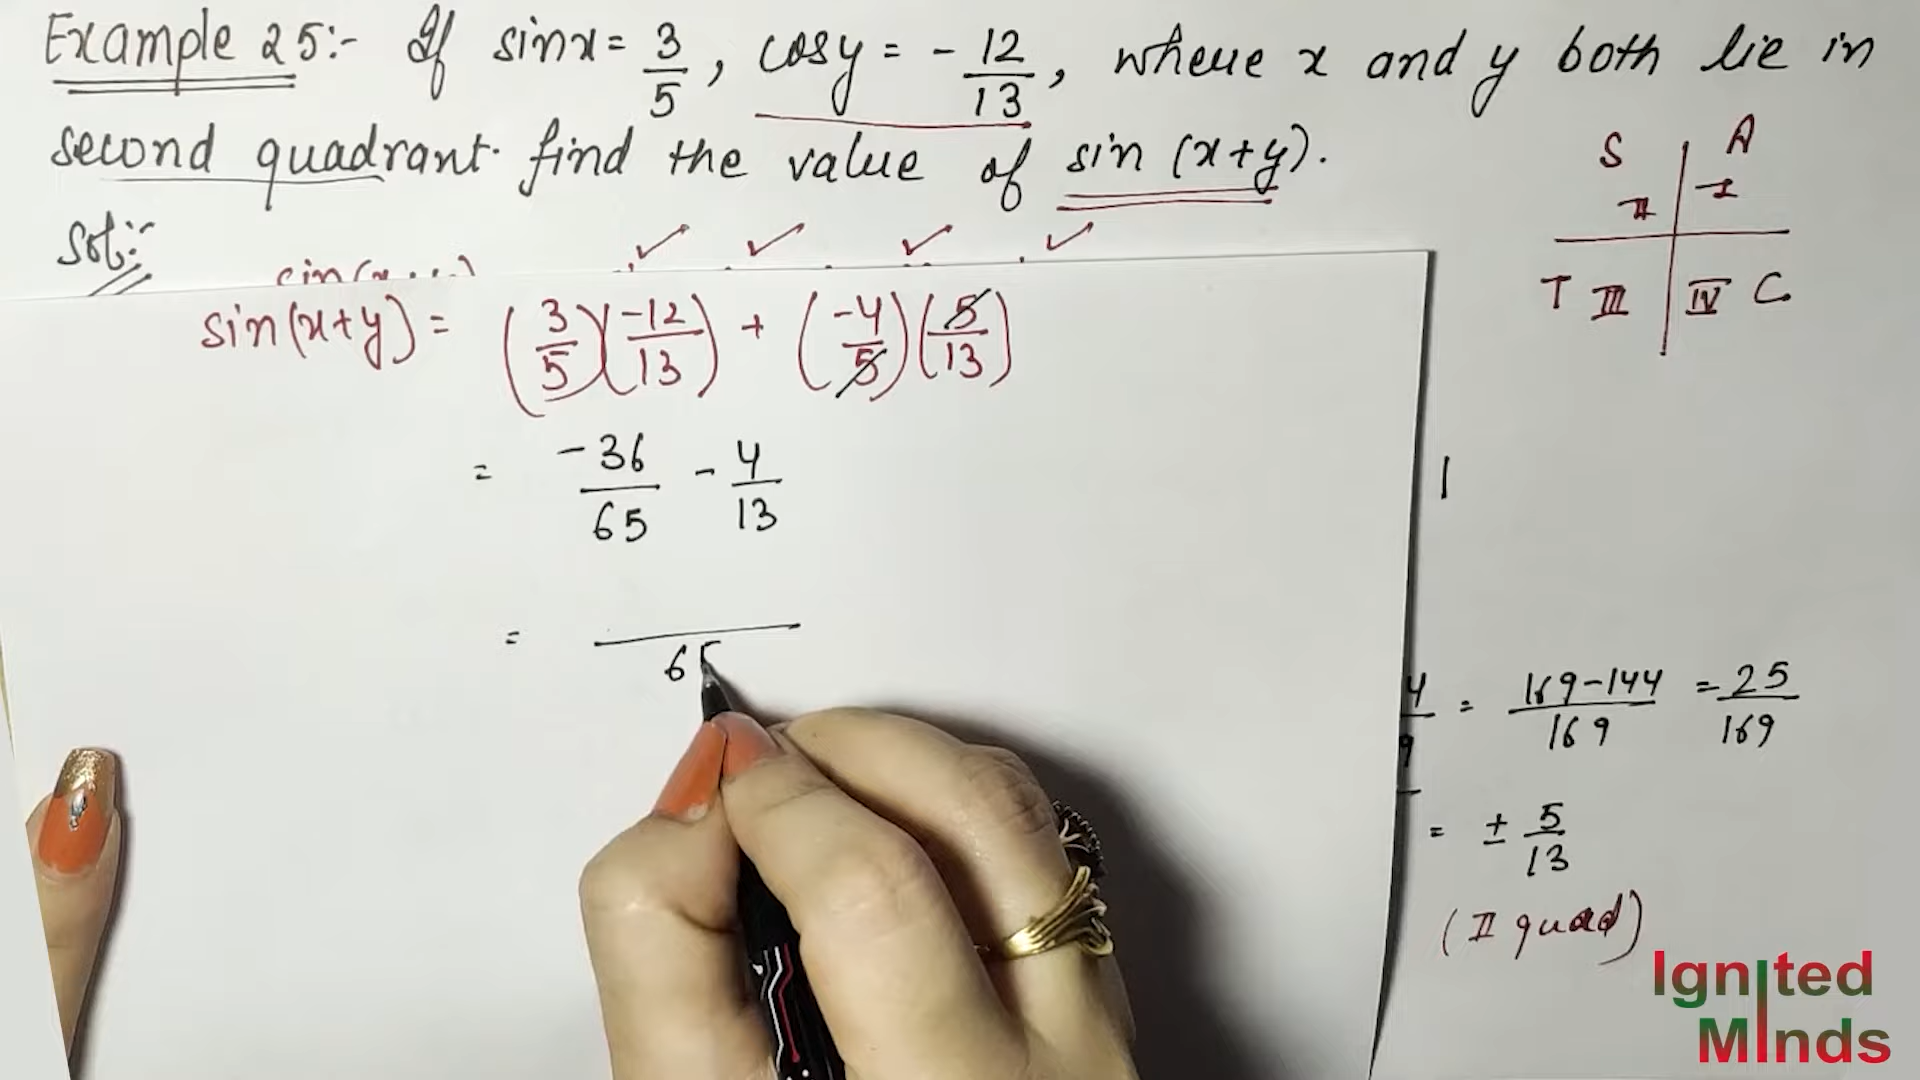 Example 25:- If sinx = 3/5, cosy = -12/13, where x and y both lie in
second quadrant. find the value of sin (x+y).
Sol:-
S A
II I
T III IV C
sin(x+y) = (3/5)(-12/13) + (-4/5)(5/13)
= -36/65 - 4/13
= 65
4/9 = 169-144/169 = 25/169
= ± 5/13
(II quad)
Ignited
Minds